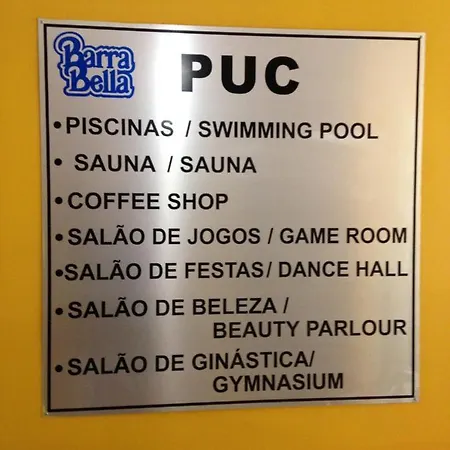 Barra
Bella
PUC
•PISCINAS / SWIMMING POOL
• SAUNA / SAUNA
•COFFEE SHOP
•SALÃO DE JOGOS / GAME ROOM
•SALÃO DE FESTAS/ DANCE HALL
•SALÃO DE BELEZA /
BEAUTY PARLOUR
•SALÃO DE GINÁSTICA/
GYMNASIUM